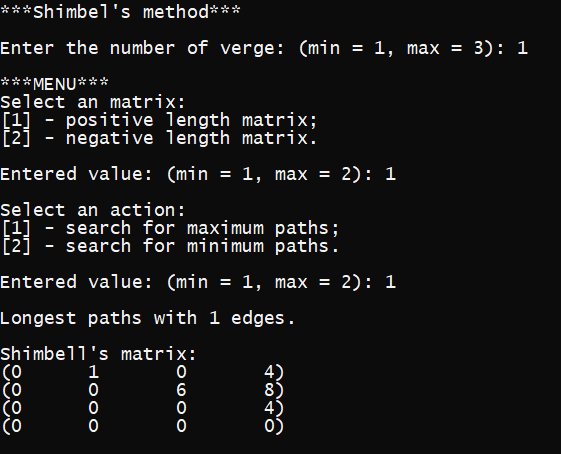 ***Shimbel's method***
Enter the number of verge: (min = 1, max = 3): 1
***MENU***
Select an matrix:
[1] - positive length matrix;
[2] - negative length matrix.
Entered value: (min = 1, max = 2): 1
Select an action:
[1] - search for maximum paths;
[2] - search for minimum paths.
Entered value: (min = 1, max = 2): 1
Longest paths with 1 edges.
Shimbell's matrix:
(0 1 0 4)
(0 0 6 8)
(0 0 0 4)
(0 0 0 0)